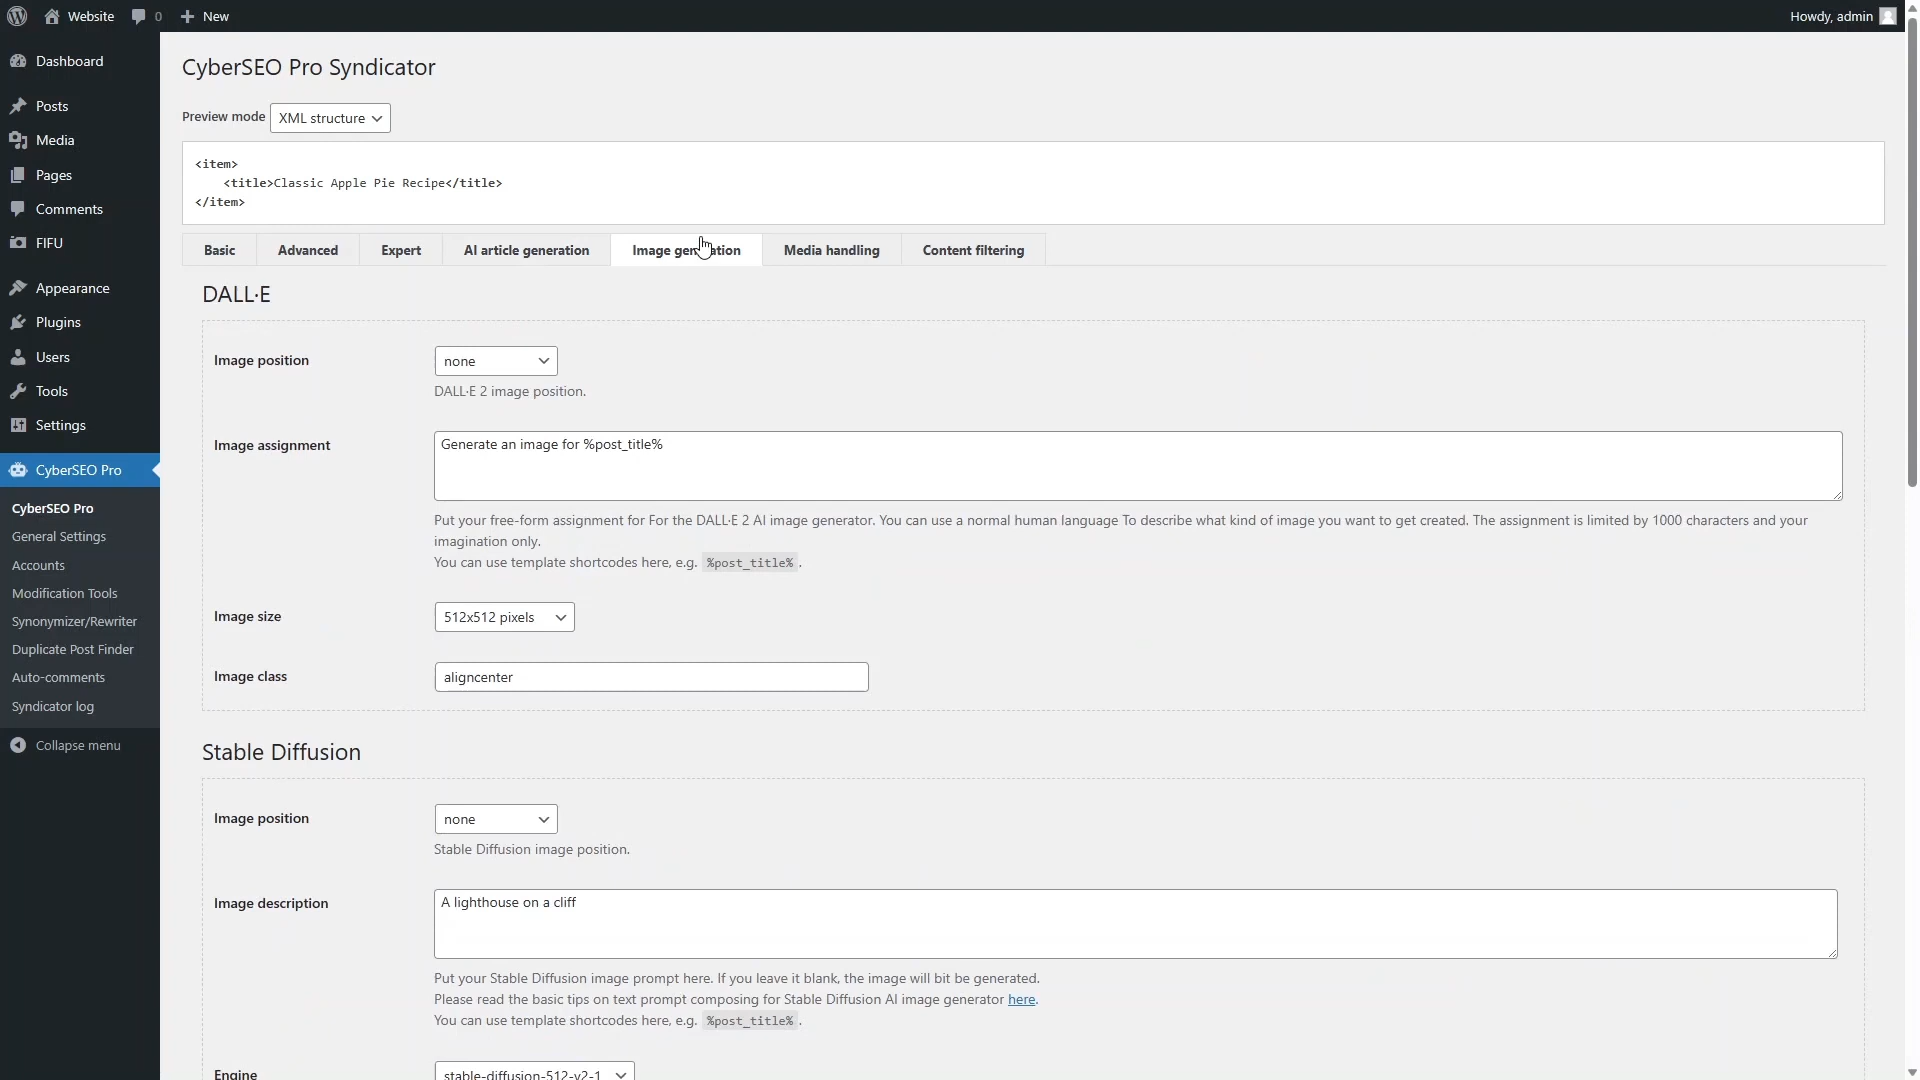 Website
0
New
Howdy, admin
Dashboard
Posts
Media
Pages
Comments
FIFU
Appearance
Plugins
Users
Tools
Settings
CyberSEO Pro
CyberSEO Pro
General Settings
Accounts
Modification Tools
Synonymizer/Rewriter
Duplicate Post Finder
Auto-comments
Syndicator log
Collapse menu
CyberSEO Pro Syndicator
Preview mode
XML structure
<item>
<title>Classic Apple Pie Recipe</title>
</item>
Basic
Advanced
Expert
AI article generation
Image generation
Media handling
Content filtering
DALL·E
Image position
none
DALL·E 2 image position.
Image assignment
Generate an image for %post_title%
Put your free-form assignment for For the DALL·E 2 AI image generator. You can use a normal human language To describe what kind of image you want to get created. The assignment is limited by 1000 characters and your
imagination only.
You can use template shortcodes here, e.g. %post_title% .
Image size
512x512 pixels
Image class
aligncenter
Stable Diffusion
Image position
none
Stable Diffusion image position.
Image description
A lighthouse on a cliff
Put your Stable Diffusion image prompt here. If you leave it blank, the image will bit be generated.
Please read the basic tips on text prompt composing for Stable Diffusion AI image generator here.
You can use template shortcodes here, e.g. %post_title% .
Engine
stable-diffusion-512-v2-1